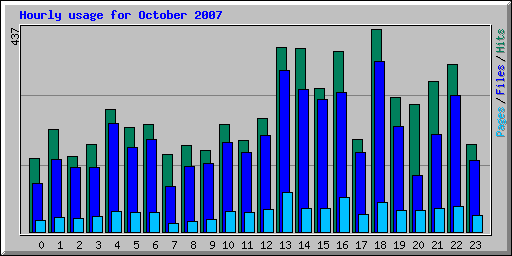 Hourly usage for October 2007
437
Pages / Files / Hits
0 1 2 3 4 5 6 7 8 9 10 11 12 13 14 15 16 17 18 19 20 21 22 23